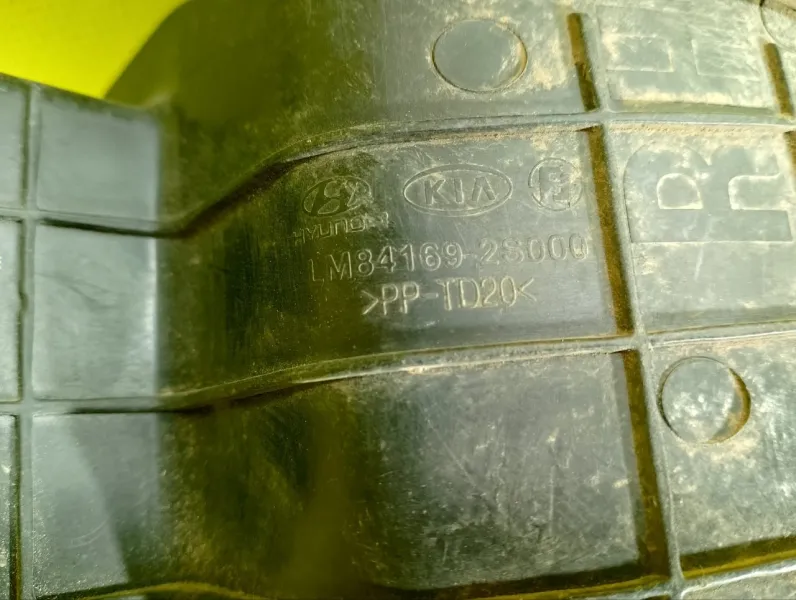 HYUNDAI KIA E
LM84169-2S000
>PP-TD20<
R